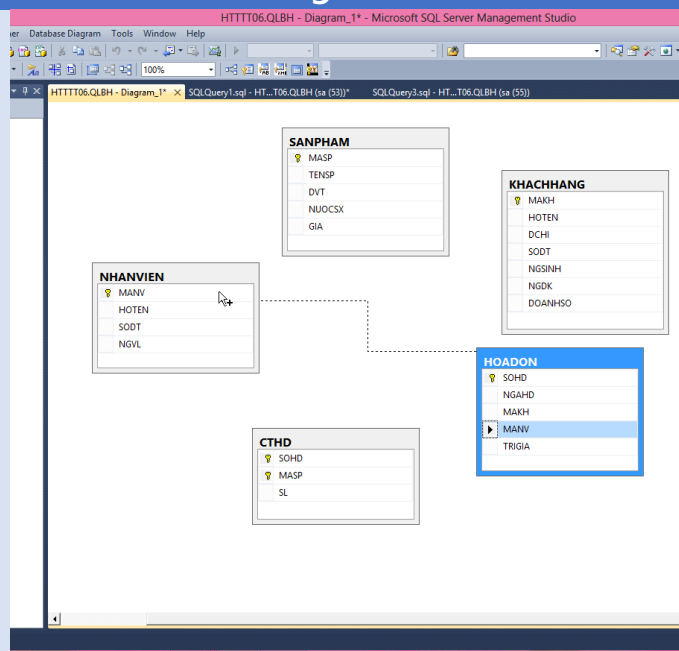 HTTTT06.QLBH - Diagram_1* - Microsoft SQL Server Management Studio
Database Diagram Tools Window Help
100%
HTTTT06.QLBH - Diagram_1* SQLQuery1.sql - HT...T06.QLBH (sa (53))* SQLQuery3.sql - HT...T06.QLBH (sa (55))
SANPHAM
MASP
TENSP
DVT
NUOCSX
GIA
KHACHHANG
MAKH
HOTEN
DCHI
SODT
NGSINH
NGDK
DOANHSO
NHANVIEN
MANV
HOTEN
SODT
NGVL
HOADON
SOHD
NGAHD
MAKH
MANV
TRIGIA
CTHD
SOHD
MASP
SL